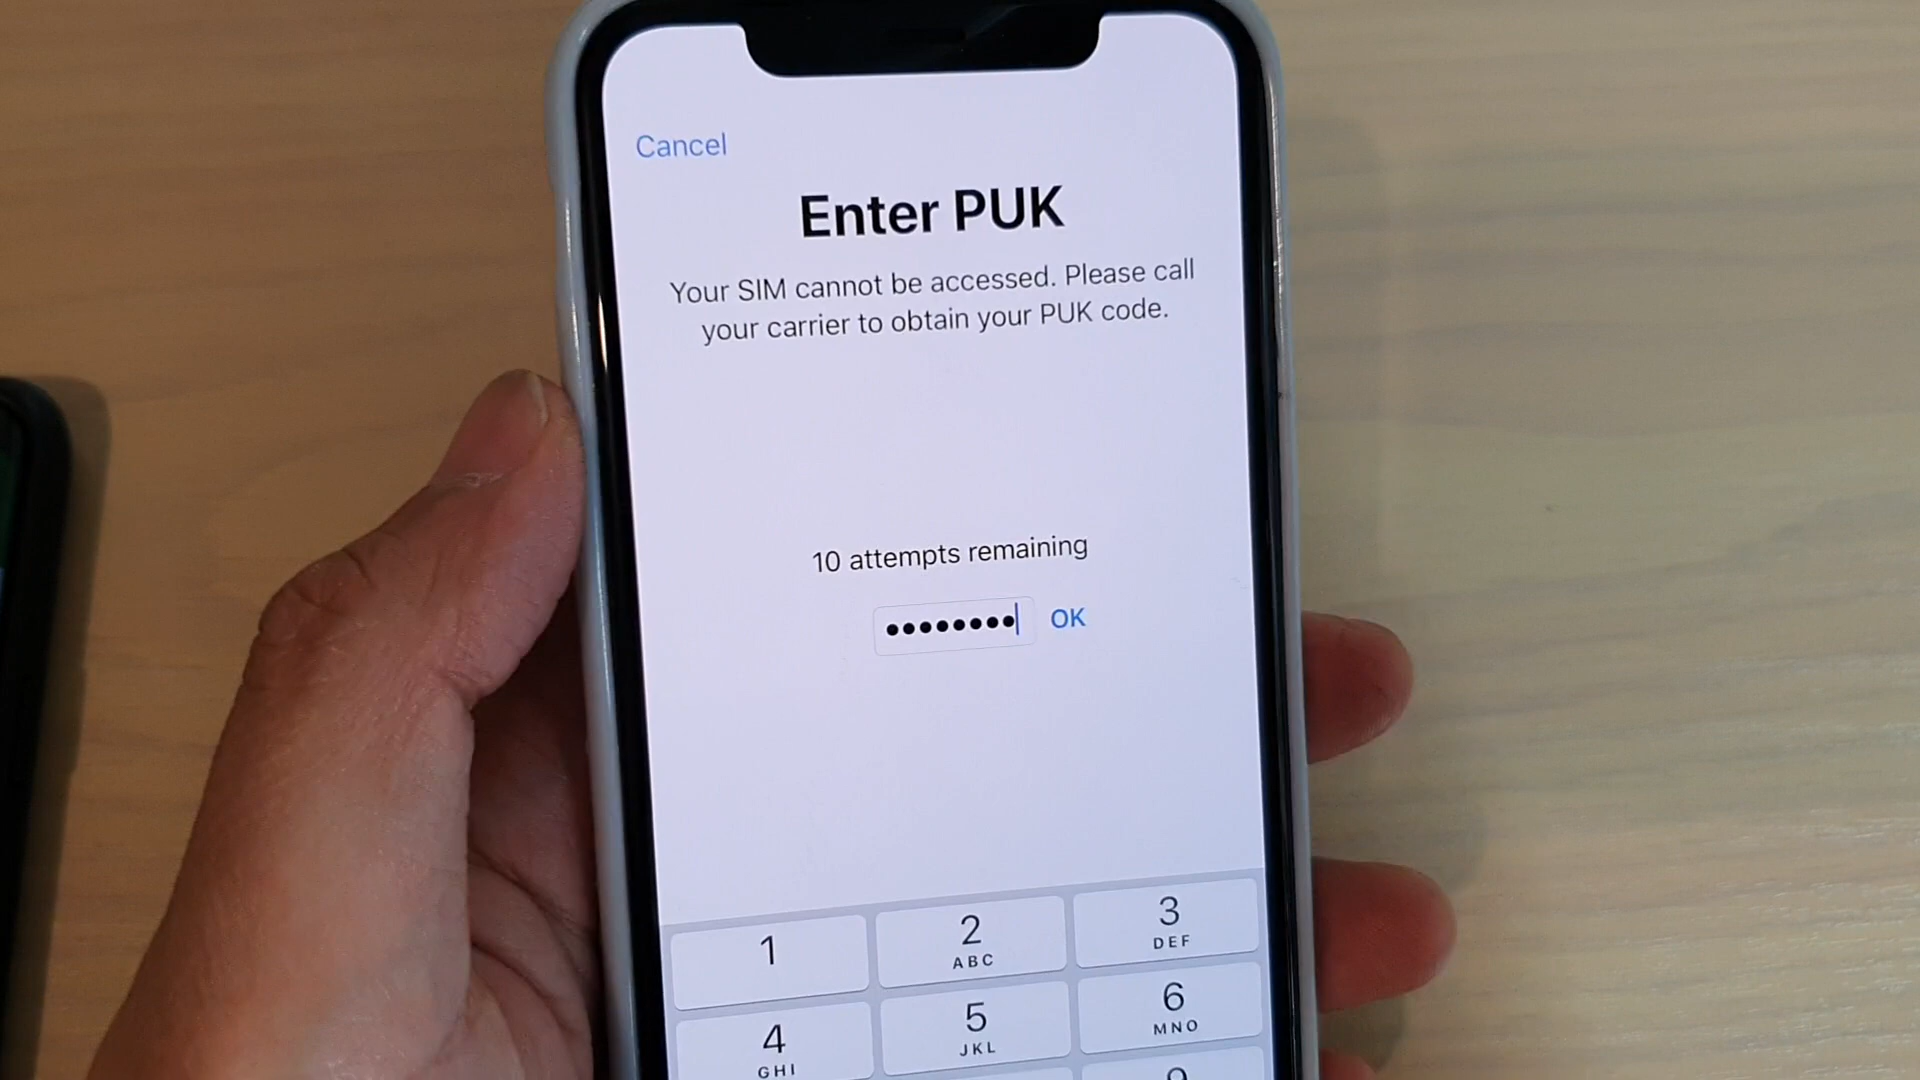 Cancel
Enter PUK
Your SIM cannot be accessed. Please call
your carrier to obtain your PUK code.
10 attempts remaining
●●●●●●●● OK
1
2
ABC
3
DEF
4
GHI
5
JKL
6
MNO
9